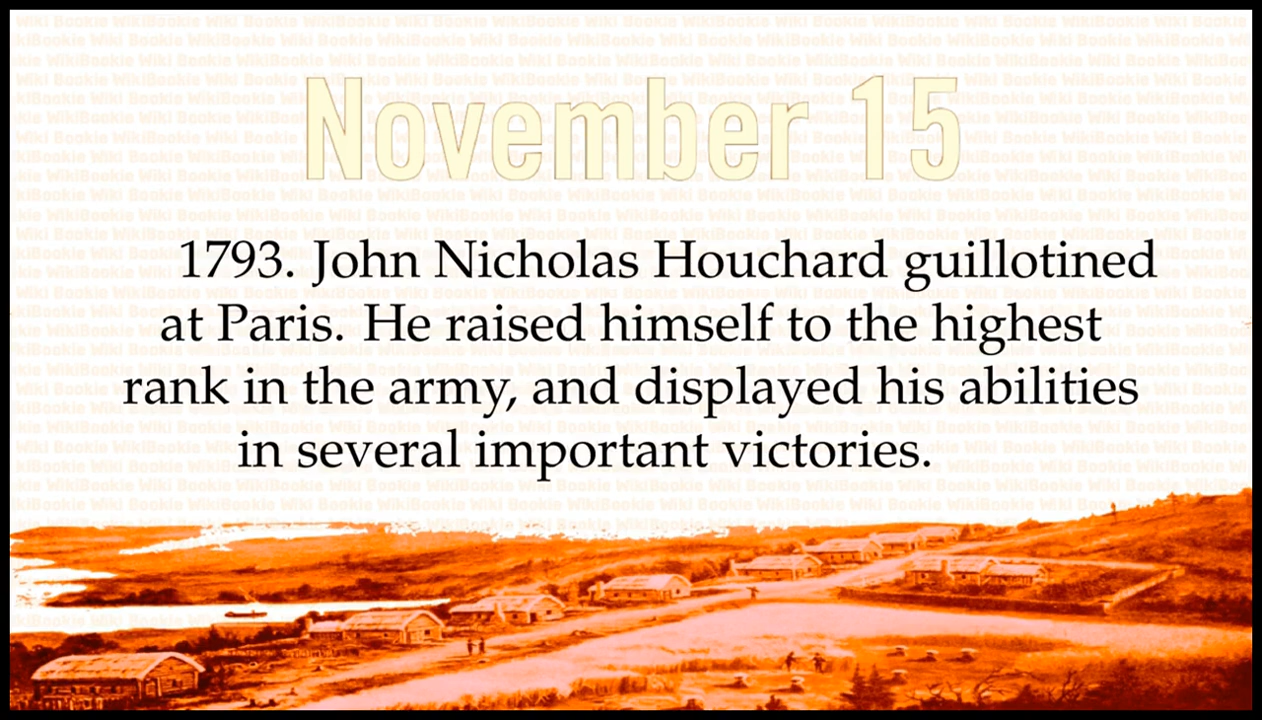 November 15
1793. John Nicholas Houchard guillotined
at Paris. He raised himself to the highest
rank in the army, and displayed his abilities
in several important victories.